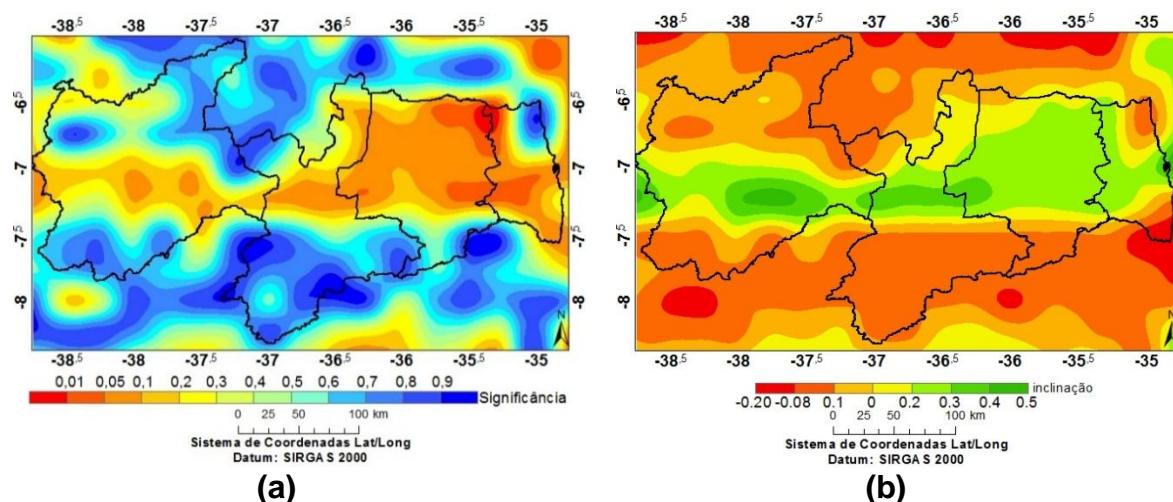 -38,5 -38 -37,5 -37 -36,5 -36 -35,5 -35
-6,5
-7
-7,5
-8
N
-38,5 -38 -37,5 -37 -36,5 -36 -35,5 -35
0,01 0,05 0,1 0,2 0,3 0,4 0,5 0,6 0,7 0,8 0,9 Significância
0 25 50 100 km
Sistema de Coordenadas Lat/Long
Datum: SIRGAS 2000
(a)
-38,5 -38 -37,5 -37 -36,5 -36 -35,5 -35
-6,5
-7
-7,5
-8
N
-38,5 -38 -37,5 -37 -36,5 -36 -35,5 -35
-0.20 -0.08 0.1 0 0.2 0.3 0.4 0.5 inclinação
0 25 50 100 km
Sistema de Coordenadas Lat/Long
Datum: SIRGAS 2000
(b)